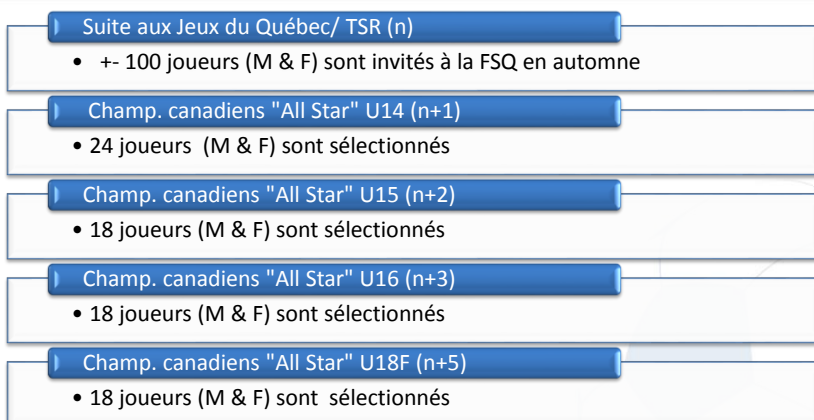 Suite aux Jeux du Québec/ TSR (n)
• +- 100 joueurs (M & F) sont invités à la FSQ en automne
Champ. canadiens "All Star" U14 (n+1)
• 24 joueurs (M & F) sont sélectionnés
Champ. canadiens "All Star" U15 (n+2)
• 18 joueurs (M & F) sont sélectionnés
Champ. canadiens "All Star" U16 (n+3)
• 18 joueurs (M & F) sont sélectionnés
Champ. canadiens "All Star" U18F (n+5)
• 18 joueurs (M & F) sont sélectionnés